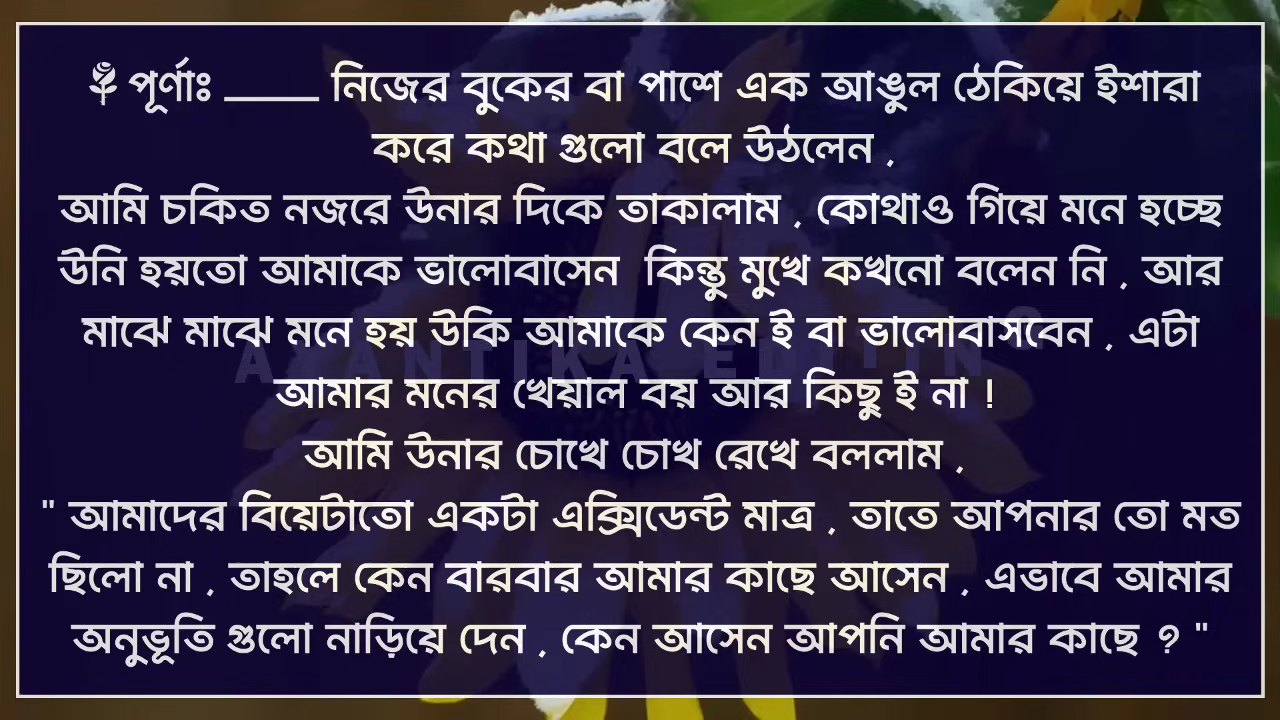 পূর্ণাঃ ____ নিজের বুকের বা পাশে এক আঙুল ঠেকিয়ে ইশারা
করে কথা গুলো বলে উঠলেন ,
আমি চকিত নজরে উনার দিকে তাকালাম , কোথাও গিয়ে মনে হচ্ছে
উনি হয়তো আমাকে ভালোবাসেন কিন্তু মুখে কখনো বলেন নি , আর
মাঝে মাঝে মনে হয় উকি আমাকে কেন ই বা ভালোবাসবেন , এটা
আমার মনের খেয়াল বয় আর কিছু ই না !
আমি উনার চোখে চোখ রেখে বললাম ,
" আমাদের বিয়েটাতো একটা এক্সিডেন্ট মাত্র , তাতে আপনার তো মত
ছিলো না , তাহলে কেন বারবার আমার কাছে আসেন , এভাবে আমার
অনুভূতি গুলো নাড়িয়ে দেন , কেন আসেন আপনি আমার কাছে ? "